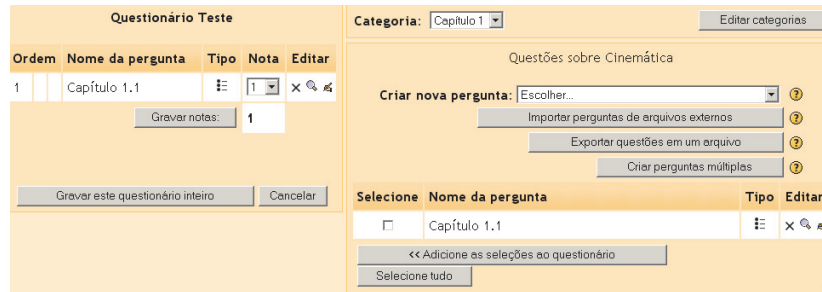 Questionário Teste
Ordem Nome da pergunta Tipo Nota Editar
1 Capítulo 1.1 1
Gravar notas: 1
Gravar este questionário inteiro Cancelar
Categoria: Capítulo 1 Editar categorias
Questões sobre Cinemática
Criar nova pergunta: Escolher... ?
Importar perguntas de arquivos externos ?
Exportar questões em um arquivo ?
Criar perguntas múltiplas ?
Selecione Nome da pergunta Tipo Editar
Capítulo 1.1
<< Adicione as seleções ao questionário
Selecione tudo